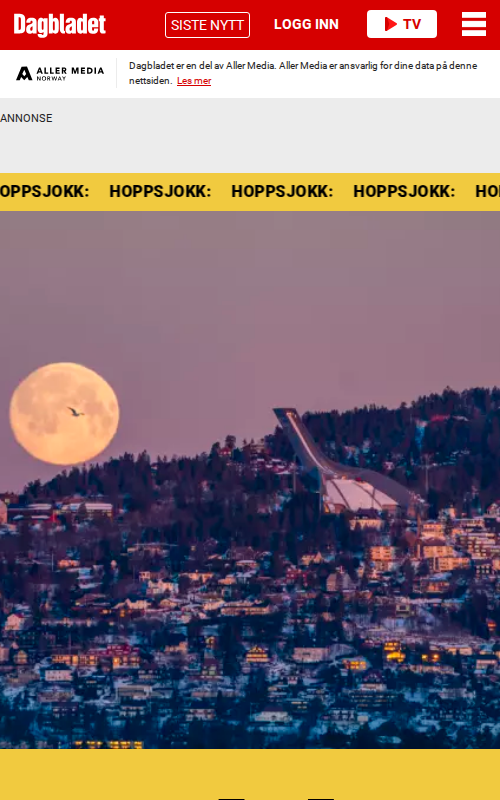 Dagbladet
SISTE NYTT
LOGG INN
TV
ALLER MEDIA
NORWAY
Dagbladet er en del av Aller Media. Aller Media er ansvarlig for dine data på denne
nettsiden. Les mer
ANNONSE
OPPSJOKK: HOPPSJOKK: HOPPSJOKK: HOPPSJOKK: HO